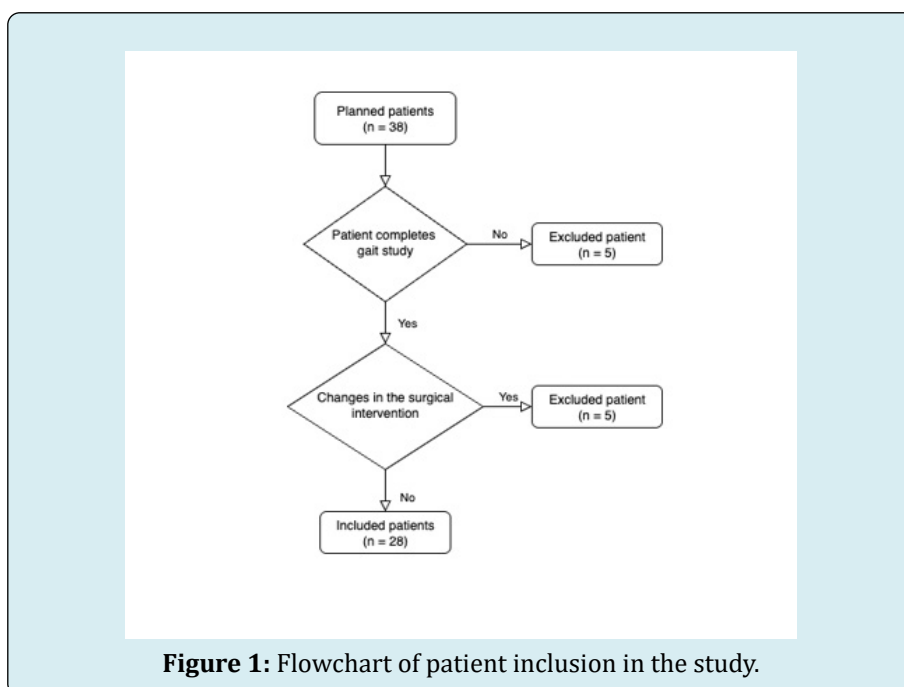 Planned patients
(n = 38)
Patient completes
gait study
No
Excluded patient
(n = 5)
Yes
Changes in the surgical
intervention
Yes
Excluded patient
(n = 5)
No
Included patients
(n = 28)
Figure 1: Flowchart of patient inclusion in the study.